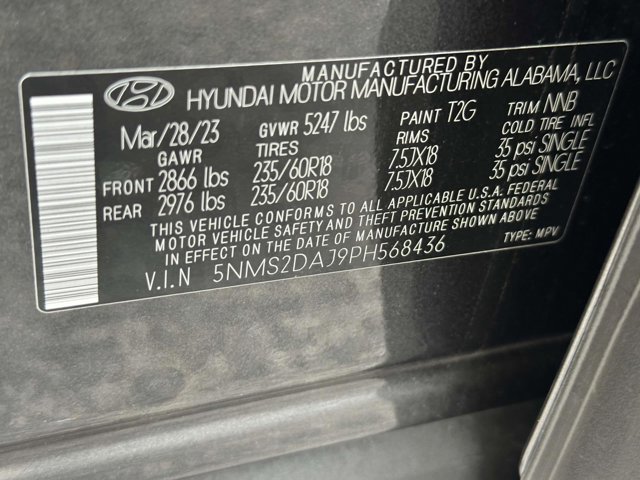 MANUFACTURED BY
HYUNDAI MOTOR MANUFACTURING ALABAMA, LLC
Mar/28/23 GVWR 5247 lbs PAINT T2G TRIM NNB
GAWR TIRES RIMS COLD TIRE INFL
FRONT 2866 lbs 235/60R18 7.5JX18 35 psi SINGLE
REAR 2976 lbs 235/60R18 7.5JX18 35 psi SINGLE
THIS VEHICLE CONFORMS TO ALL APPLICABLE U.S.A. FEDERAL
MOTOR VEHICLE SAFETY AND THEFT PREVENTION STANDARDS
IN EFFECT ON THE DATE OF MANUFACTURE SHOWN ABOVE
V.I.N 5NMS2DAJ9PH568436 TYPE: MPV